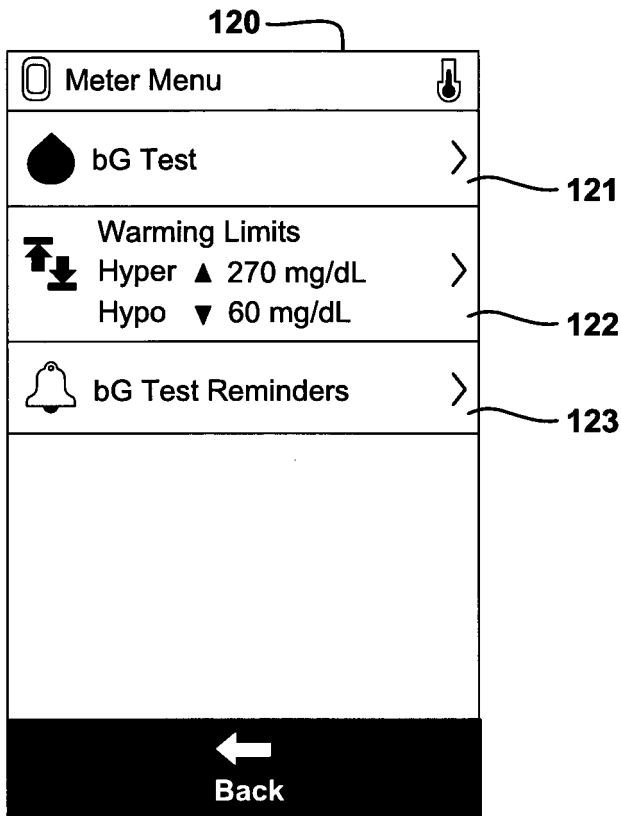 120
Meter Menu
bG Test
121
Warming Limits
Hyper ▲ 270 mg/dL
Hypo ▼ 60 mg/dL
122
bG Test Reminders
123
Back